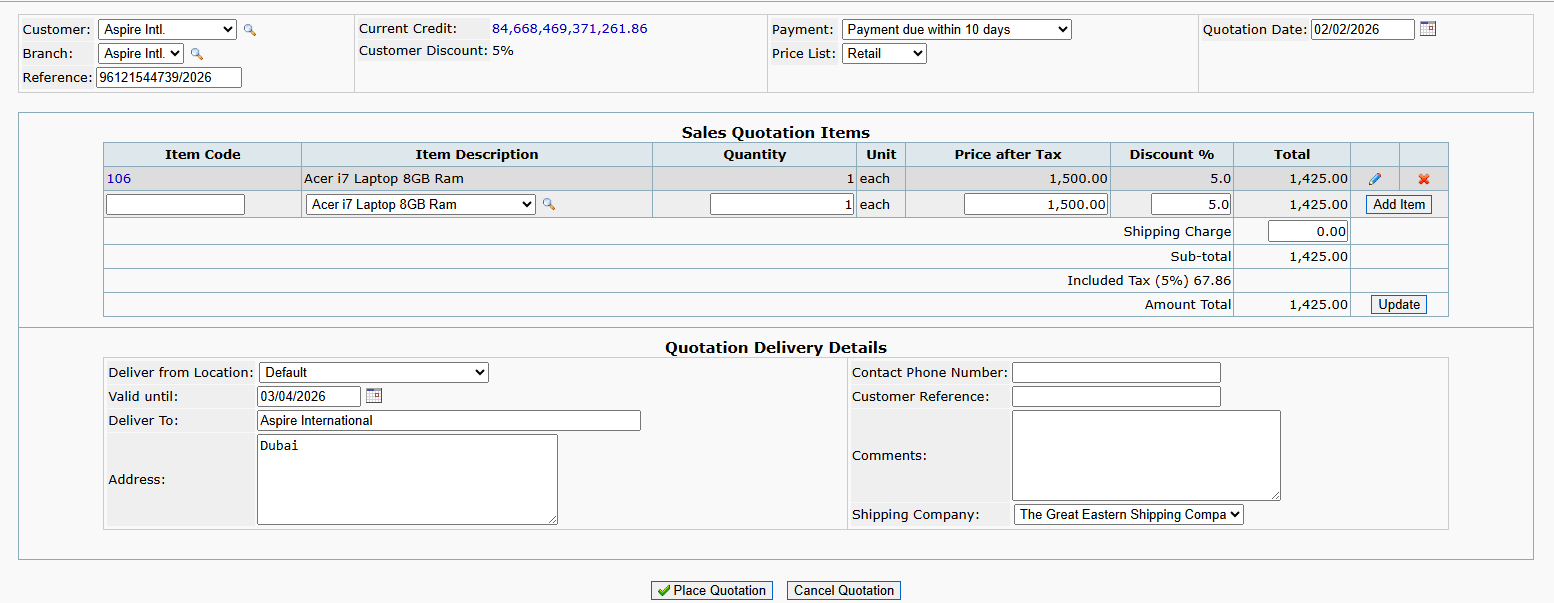 Customer: Aspire Intl.
Branch: Aspire Intl.
Reference: 96121544739/2026
Current Credit: 84,668,469,371,261.86
Customer Discount: 5%
Payment: Payment due within 10 days
Price List: Retail
Quotation Date: 02/02/2026
Sales Quotation Items
Item Code Item Description Quantity Unit Price after Tax Discount % Total
106 Acer i7 Laptop 8GB Ram 1 each 1,500.00 5.0 1,425.00
Acer i7 Laptop 8GB Ram 1 each 1,500.00 5.0 1,425.00 Add Item
Shipping Charge 0.00
Sub-total 1,425.00
Included Tax (5%) 67.86
Amount Total 1,425.00 Update
Quotation Delivery Details
Deliver from Location: Default
Valid until: 03/04/2026
Deliver To: Aspire International
Address: Dubai
Contact Phone Number:
Customer Reference:
Comments:
Shipping Company: The Great Eastern Shipping Compa
Place Quotation Cancel Quotation